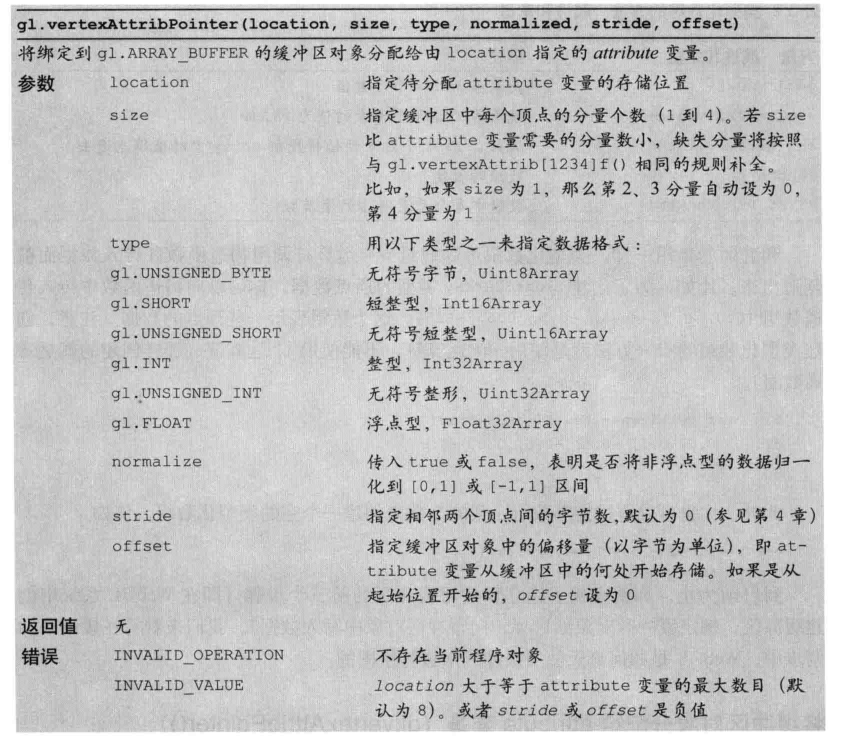 gl.vertexAttribPointer(location, size, type, normalized, stride, offset)
将绑定到 gl.ARRAY_BUFFER 的缓冲区对象分配给由 location 指定的 attribute 变量。
参数 location 指定待分配 attribute 变量的存储位置
size 指定缓冲区中每个顶点的分量个数（1 到 4）。若 size
比 attribute 变量需要的分量数小，缺失分量将按照
与 gl.vertexAttrib[1234]f() 相同的规则补全。
比如，如果 size 为 1，那么第 2、3 分量自动设为 0，
第 4 分量为 1
type 用以下类型之一来指定数据格式：
gl.UNSIGNED_BYTE 无符号字节，Uint8Array
gl.SHORT 短整型，Int16Array
gl.UNSIGNED_SHORT 无符号短整型，Uint16Array
gl.INT 整型，Int32Array
gl.UNSIGNED_INT 无符号整形，Uint32Array
gl.FLOAT 浮点型，Float32Array
normalize 传入 true 或 false，表明是否将非浮点型的数据归一
化到 [0,1] 或 [-1,1] 区间
stride 指定相邻两个顶点间的字节数，默认为 0（参见第 4 章）
offset 指定缓冲区对象中的偏移量（以字节为单位），即 at-
tribute 变量从缓冲区中的何处开始存储。如果是从
起始位置开始的，offset 设为 0
返回值 无
错误 INVALID_OPERATION 不存在当前程序对象
INVALID_VALUE location 大于等于 attribute 变量的最大数目（默
认为 8）。或者 stride 或 offset 是负值